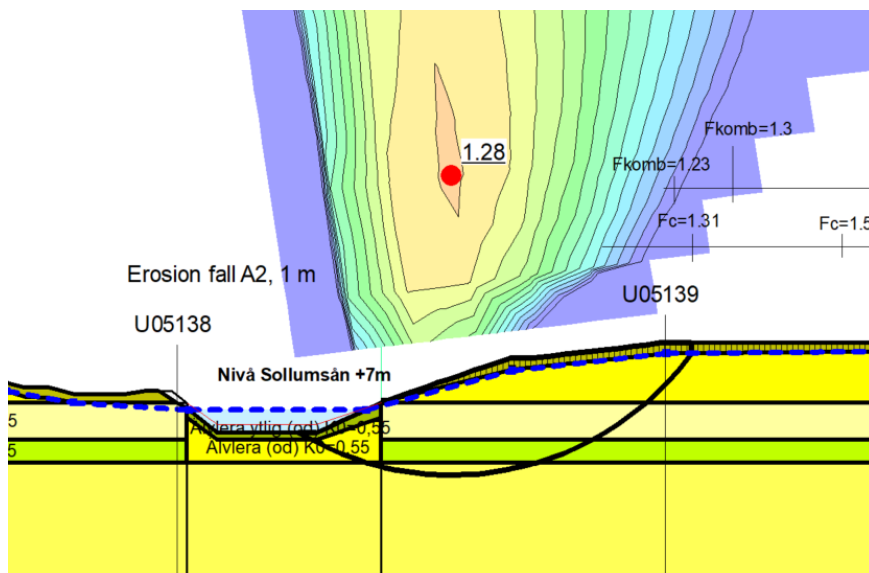 1.28
Fkomb=1.3
Fkomb=1.23
Fc=1.31
Fc=1.5
Erosion fall A2, 1 m
U05139
U05138
Nivå Sollumsån +7m
Älvlera ytlig (od) K0=0,55
Älvlera (od) K0=0.55
5
5